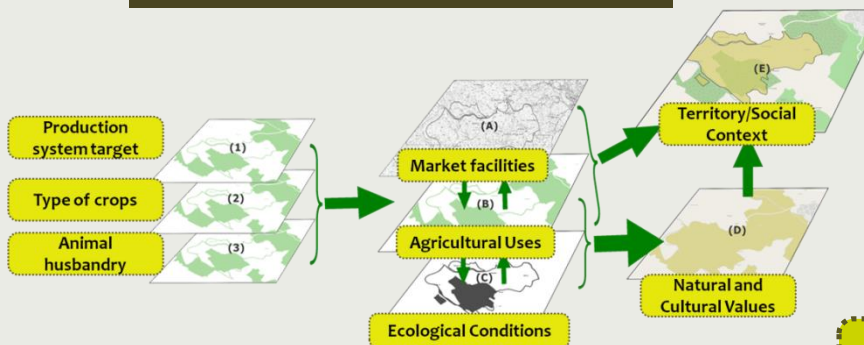 Production
system target
(1)
Type of crops
(2)
Animal
husbandry
(3)
(A)
Market facilities
(B)
Agricultural Uses
(C)
Ecological Conditions
(E)
Territory/Social
Context
(D)
Natural and
Cultural Values